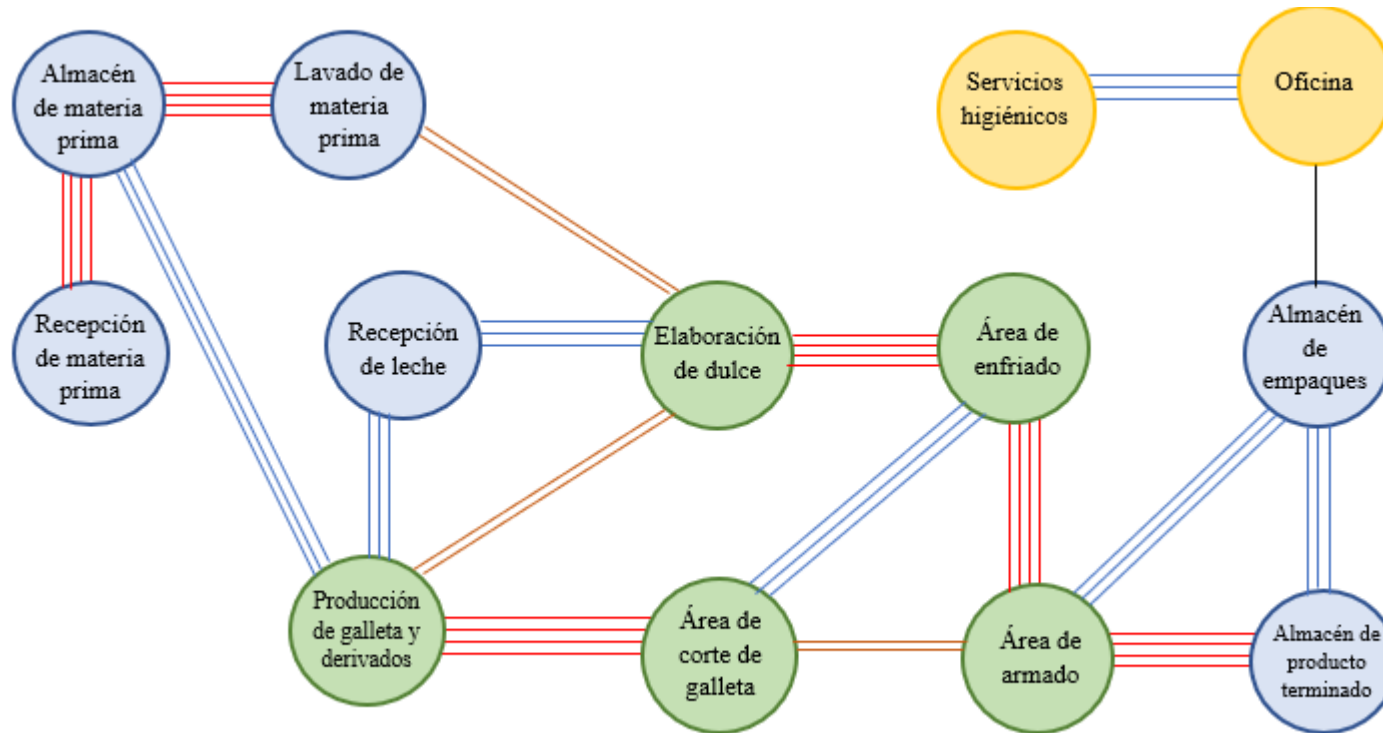 Almacén
de materia
prima
Lavado de
materia
prima
Servicios
higiénicos
Oficina
Recepción
de materia
prima
Recepción
de leche
Elaboración
de dulce
Área de
enfriado
Almacén
de
empaques
Producción
de galleta y
derivados
Área de
corte de
galleta
Área de
armado
Almacén de
producto
terminado